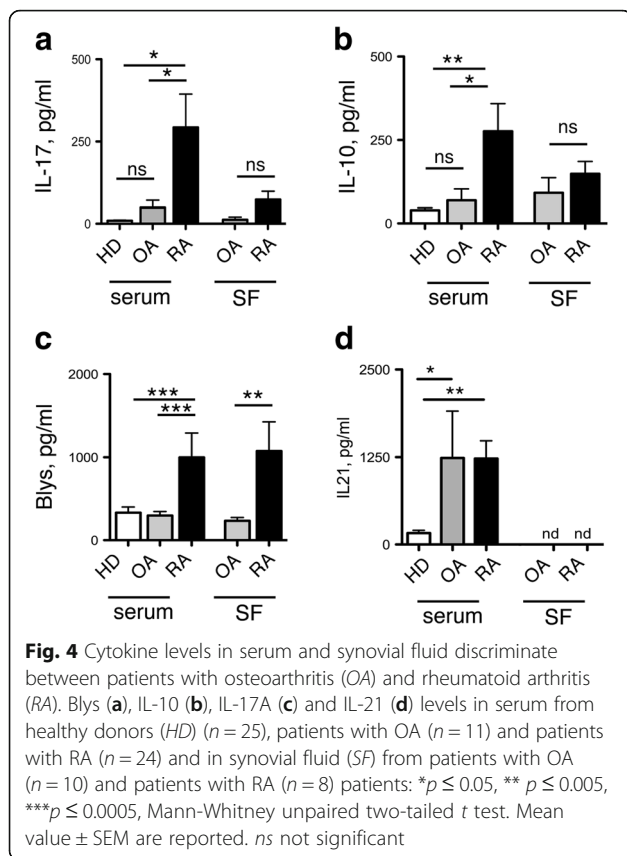 a
b
500
250
0
IL-17, pg/ml
*
*
ns
ns
HD
OA
RA
OA
RA
serum
SF
500
250
0
IL-10, pg/ml
**
*
ns
ns
HD
OA
RA
OA
RA
serum
SF
c
d
2000
1000
0
Blys, pg/ml
***
***
**
HD
OA
RA
OA
RA
serum
SF
2500
1250
0
IL21, pg/ml
*
**
nd nd
HD
OA
RA
OA
RA
serum
SF
Fig. 4 Cytokine levels in serum and synovial fluid discriminate
between patients with osteoarthritis (OA) and rheumatoid arthritis
(RA). Blys (a), IL-10 (b), IL-17A (c) and IL-21 (d) levels in serum from
healthy donors (HD) (n = 25), patients with OA (n = 11) and patients
with RA (n = 24) and in synovial fluid (SF) from patients with OA
(n = 10) and patients with RA (n = 8) patients: *p ≤ 0.05, ** p ≤ 0.005,
***p ≤ 0.0005, Mann-Whitney unpaired two-tailed t test. Mean
value ± SEM are reported. ns not significant